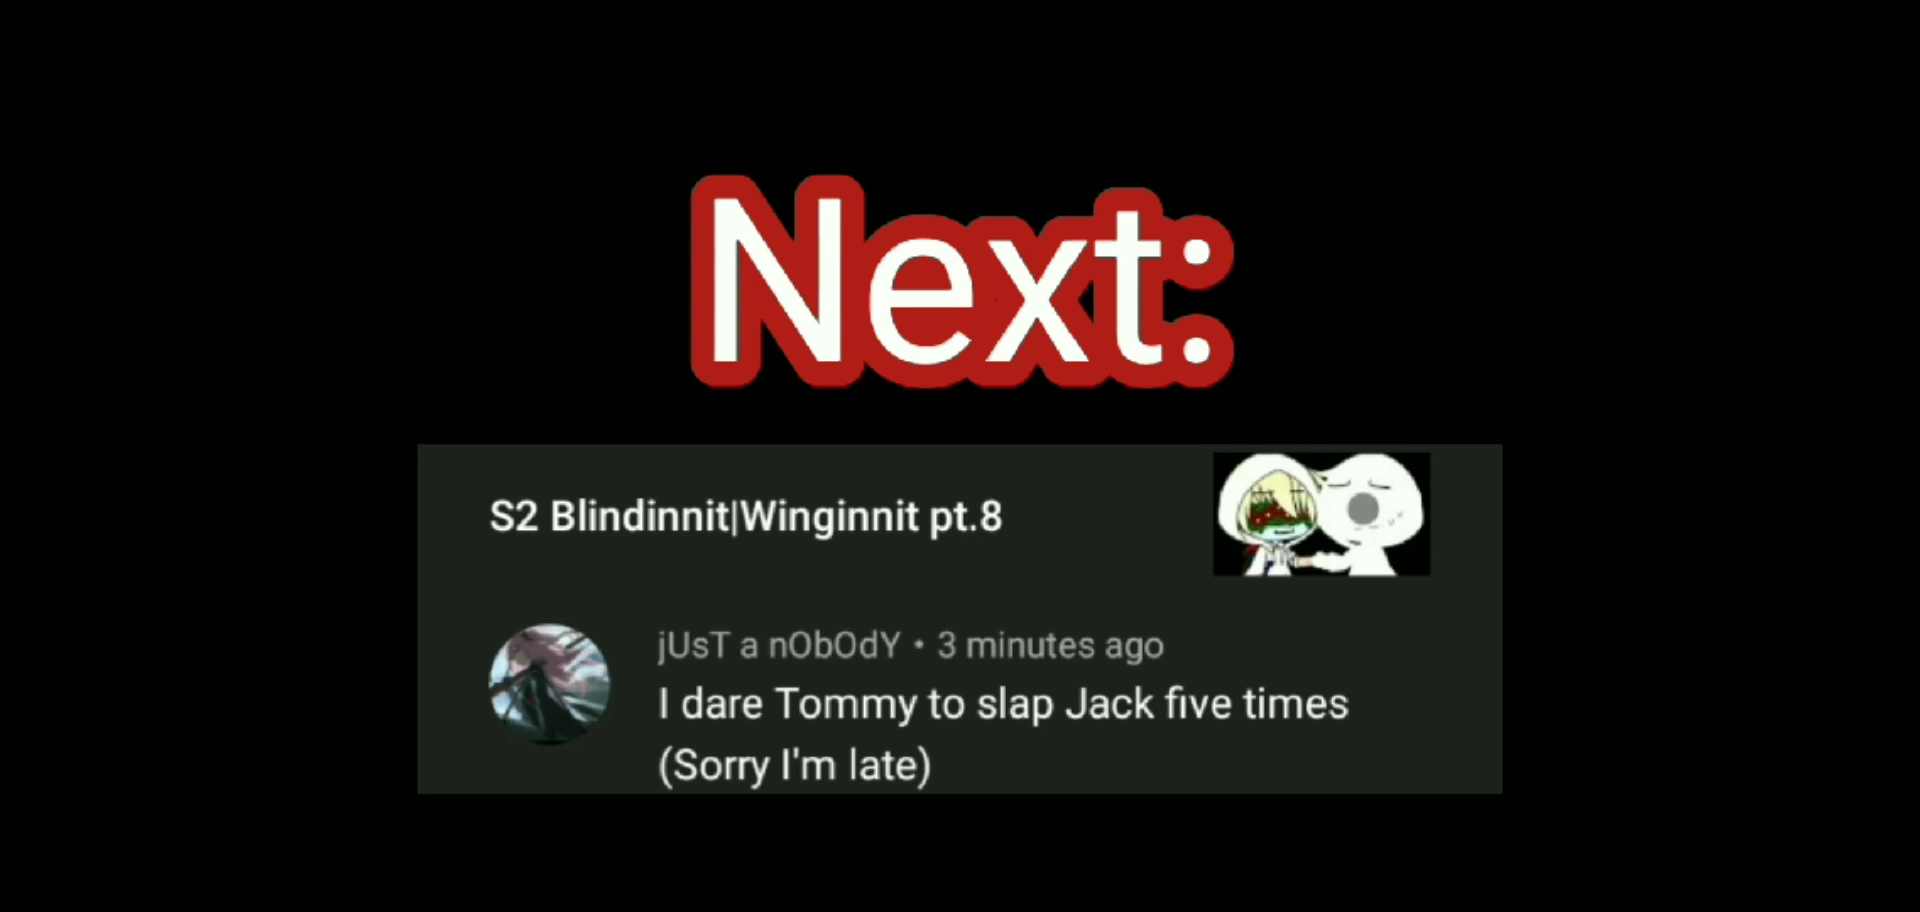 Next:
S2 Blindinnit|Winginnit pt.8
jUsT a nObOdY • 3 minutes ago
I dare Tommy to slap Jack five times
(Sorry I'm late)